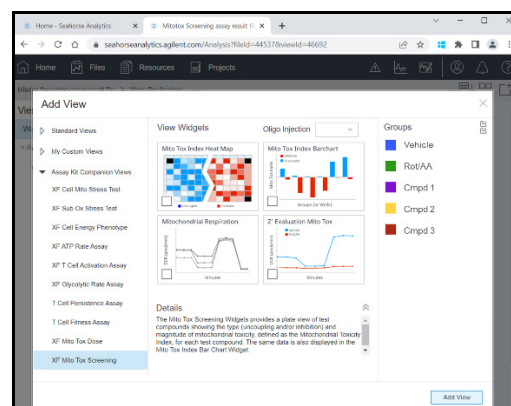 Home - Seahorse Analytics
Mitotox Screening assay result f
seahorseanalytics.agilent.com/Analysis?fileId=44537&viewId=46692
Home
Files
Resources
Projects
Add View
Standard Views
My Custom Views
Assay Kit Companion Views
XF Cell Mito Stress Test
XF Sub Ox Stress Test
XF Cell Energy Phenotype
XF ATP Rate Assay
XF T Cell Activation Assay
XF Glycolytic Rate Assay
T Cell Persistence Assay
T Cell Fitness Assay
XF Mito Tox Dose
XF Mito Tox Screening
View Widgets
Oligo Injection
Mito Tox Index Heat Map
Mito Tox Index Barchart
Groups (or Wells)
Mitochondrial Respiration
Minutes
Z' Evaluation Mito Tox
Vehicle
Rot/AA
Minutes
Details
The Mito Tox Screening Widgets provides a plate view of test
compounds showing the type (uncoupling and/or inhibition) and
magnitude of mitochondrial toxicity, defined as the Mitochondrial Toxicity
Index, for each test compound. The same data is also displayed in the
Mito Tox Index Bar Chart Widget.
Groups
Vehicle
Rot/AA
Cmpd 1
Cmpd 2
Cmpd 3
Add View